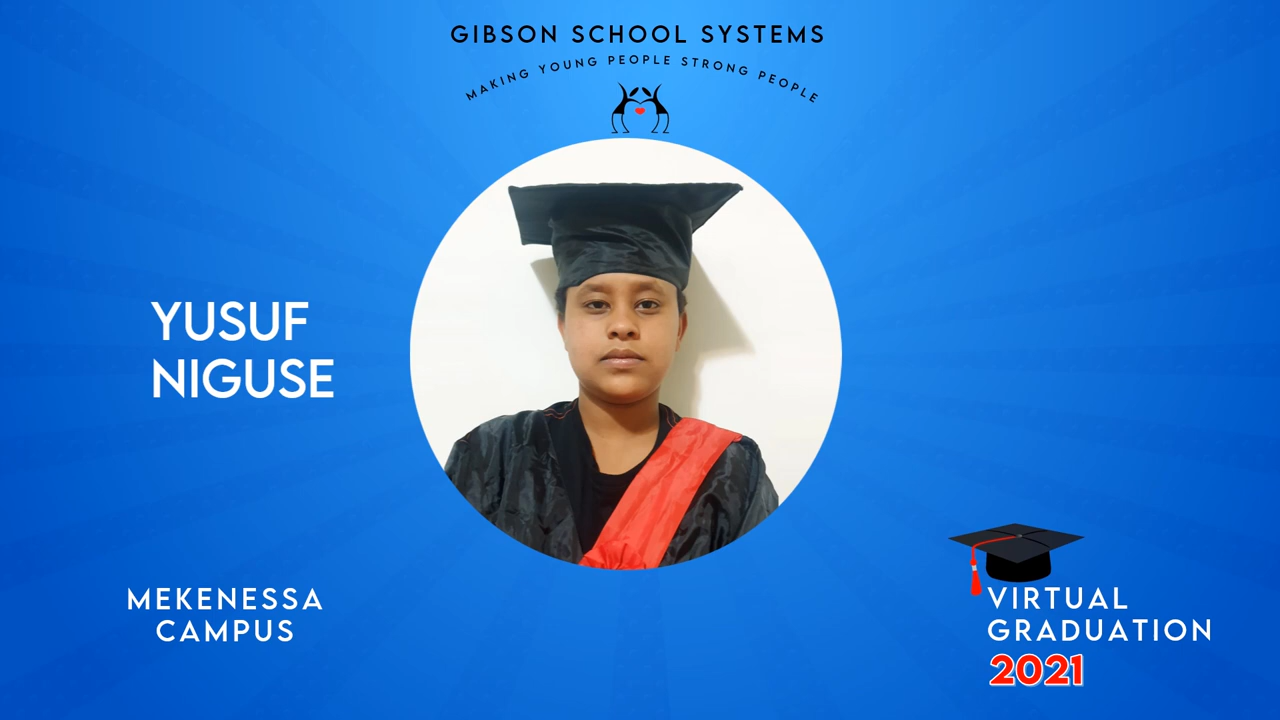 GIBSON SCHOOL SYSTEMS
MAKING YOUNG PEOPLE STRONG PEOPLE
YUSUF
NIGUSE
MEKENESSA
CAMPUS
VIRTUAL
GRADUATION
2021